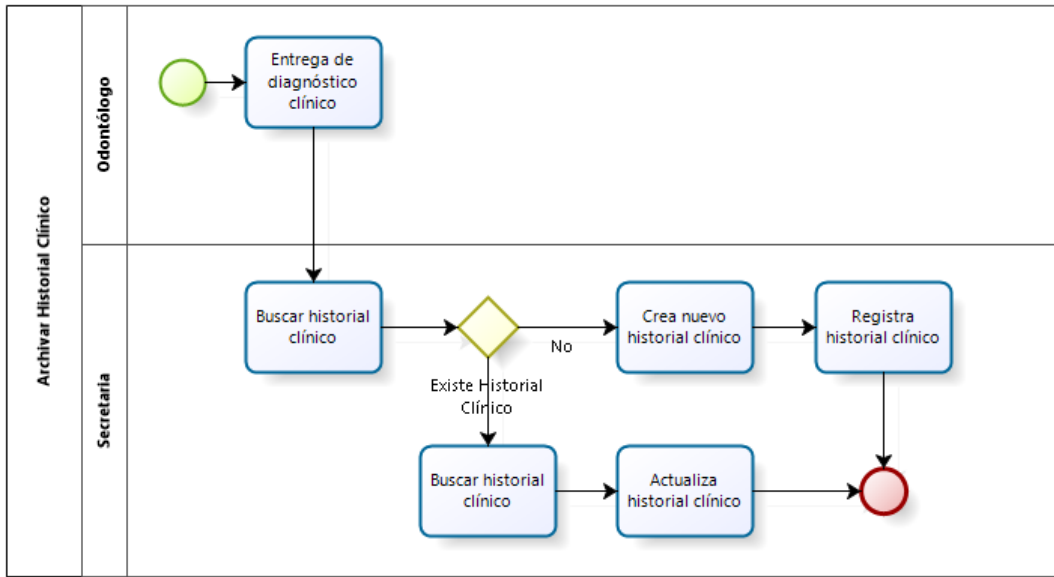 Archivar Historial Clínico
Odontólogo
Entrega de
diagnóstico
clínico
Secretaria
Buscar historial
clínico
No
Crea nuevo
historial clínico
Registra
historial clínico
Existe Historial
Clínico
Buscar historial
clínico
Actualiza
historial clínico